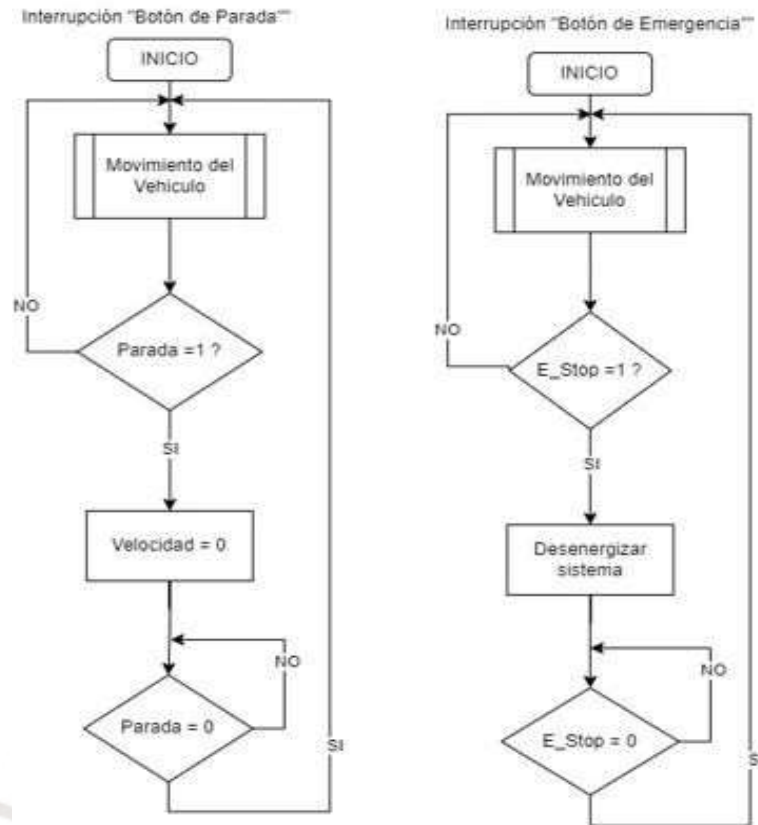 Interrupción "Botón de Parada""
INICIO
Movimiento del
Vehiculo
NO
Parada =1 ?
SI
Velocidad = 0
NO
Parada = 0
SI
Interrupción "Botón de Emergencia""
INICIO
Movimiento del
Vehículo
NO
E_Stop =1 ?
SI
Desenergizar
sistema
NO
E_Stop = 0
S